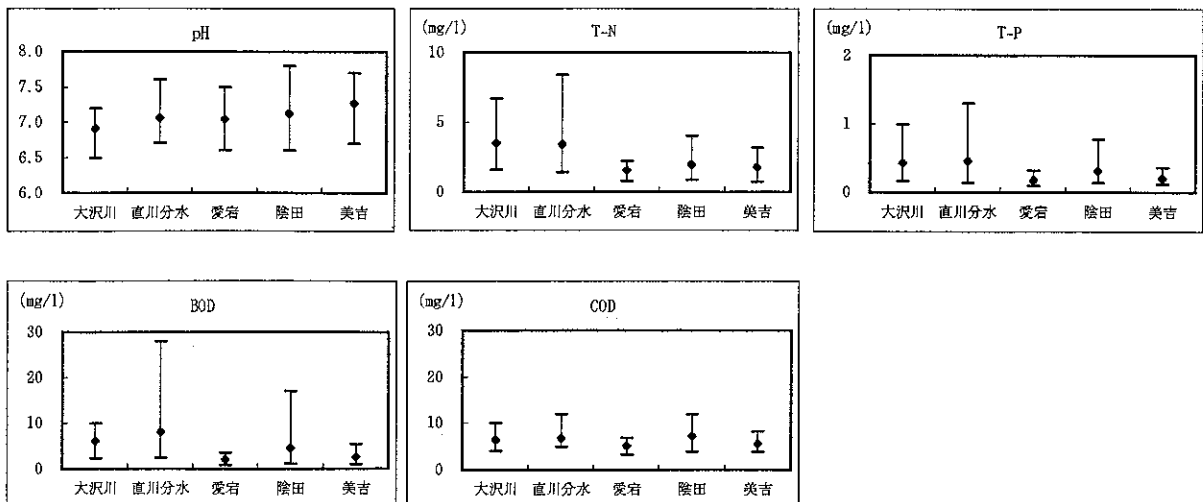 pH
8.0
7.5
7.0
6.5
6.0
大沢川 直川分水 愛宕 陰田 美吉
(mg/l) T-N
10
5
0
大沢川 直川分水 愛宕 陰田 美吉
(mg/l) T-P
2
1
0
大沢川 直川分水 愛宕 陰田 美吉
(mg/l) BOD
30
20
10
0
大沢川 直川分水 愛宕 陰田 美吉
(mg/l) COD
30
20
10
0
大沢川 直川分水 愛宕 陰田 美吉